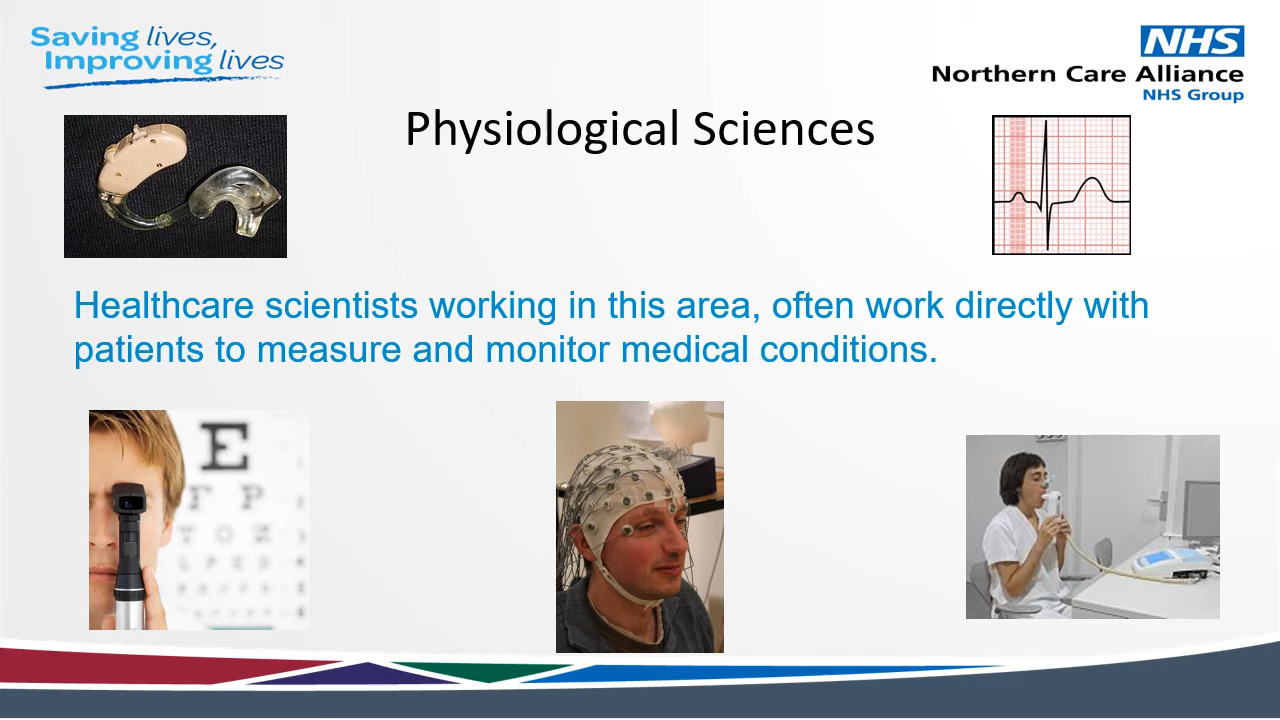 Saving lives,
Improving lives
NHS
Northern Care Alliance
NHS Group
Physiological Sciences
Healthcare scientists working in this area, often work directly with
patients to measure and monitor medical conditions.
E
F P
T O Z
L P E D